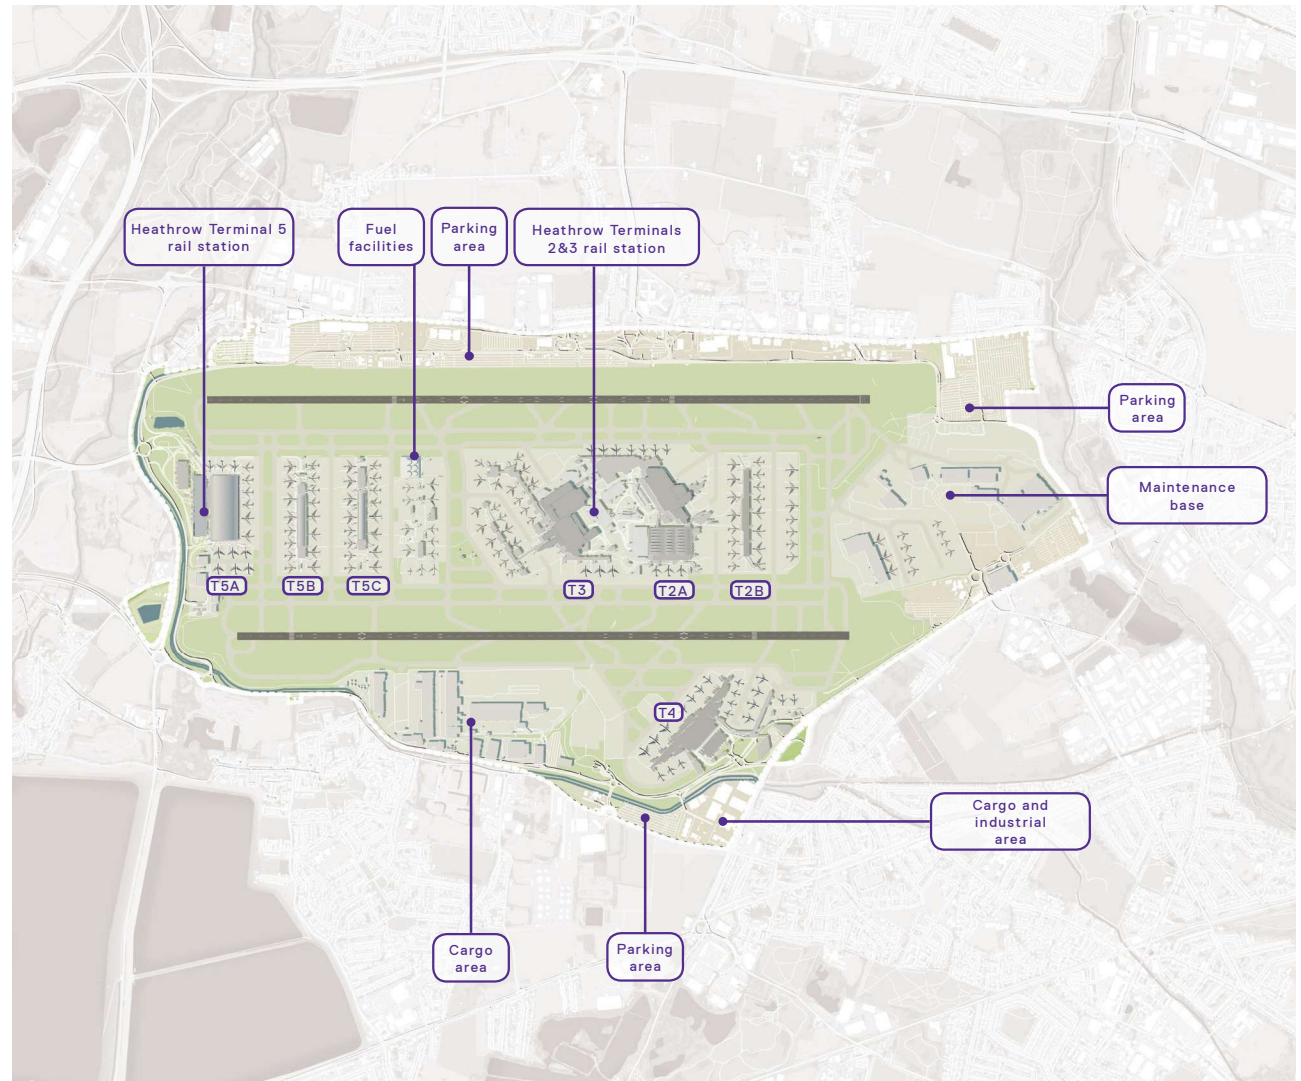 Heathrow Terminal 5
rail station
Fuel
facilities
Parking
area
Heathrow Terminals
2&3 rail station
Parking
area
Maintenance
base
T5A
T5B
T5C
T3
T2A
T2B
T4
Cargo and
industrial
area
Cargo
area
Parking
area